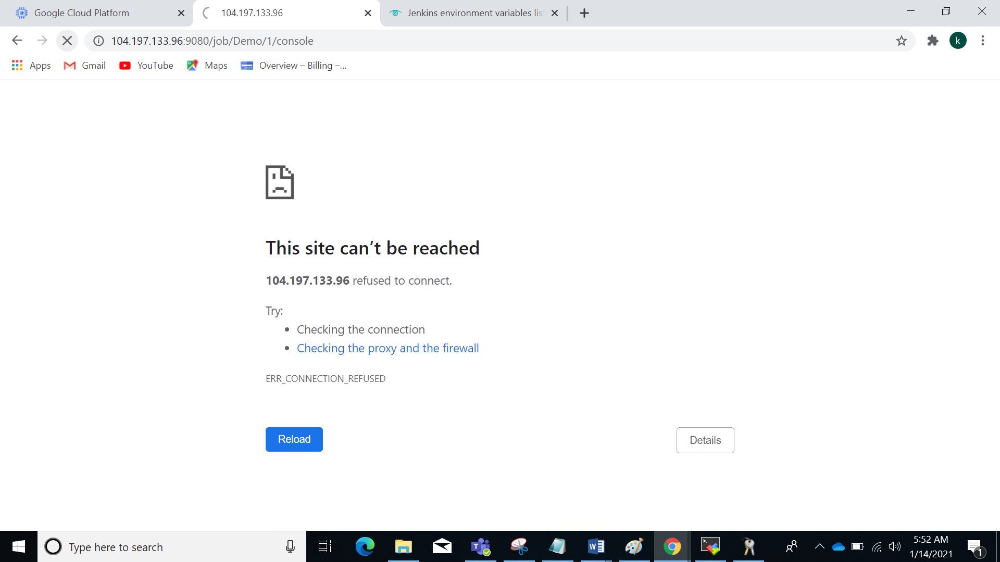 Google Cloud Platform
104.197.133.96
Jenkins environment variables lis
104.197.133.96:9080/job/Demo/1/console
k
Apps
Gmail
YouTube
Maps
Overview – Billing –...
This site can’t be reached
104.197.133.96 refused to connect.
Try:
Checking the connection
Checking the proxy and the firewall
ERR_CONNECTION_REFUSED
Reload
Details
Type here to search
5:52 AM
1/14/2021
1